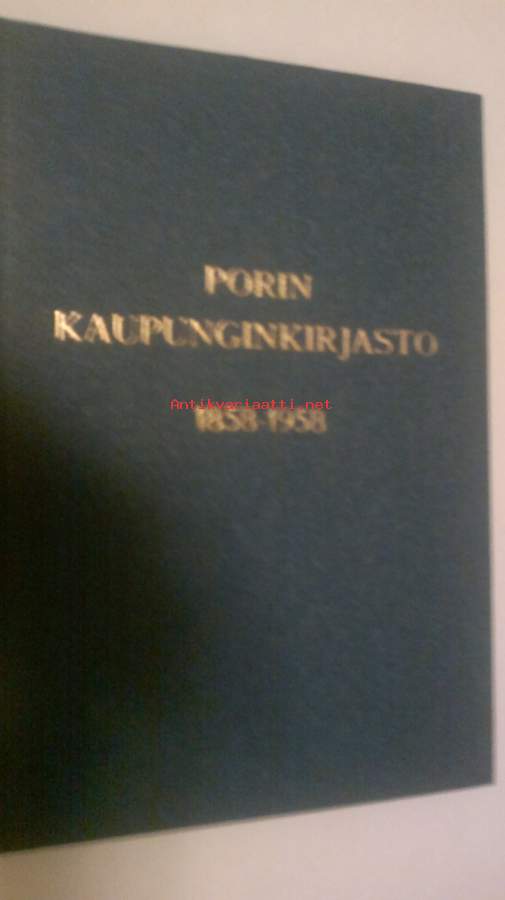 PORIN
KAUPUNGINKIRJASTO
Antikvariaatti.net
1858-1958